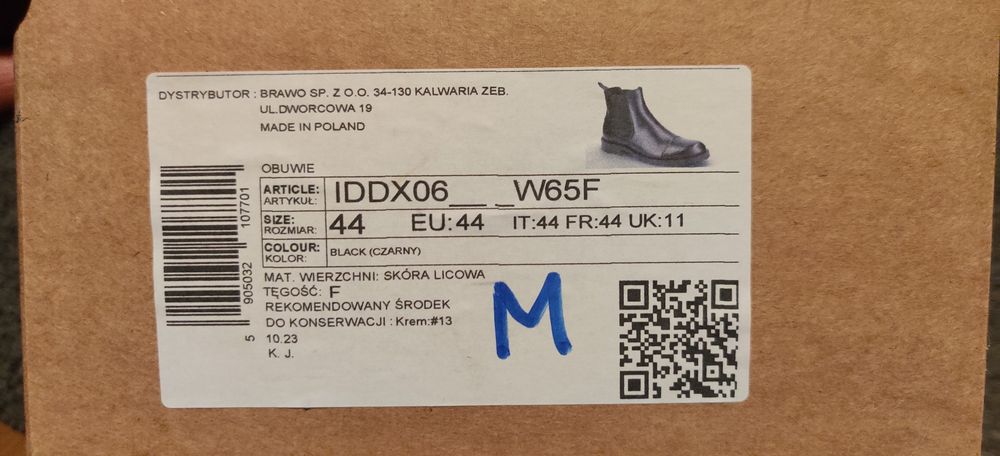 DYSTRYBUTOR : BRAWO SP. Z O.O. 34-130 KALWARIA ZEB.
UL.DWORCOWA 19
MADE IN POLAND
OBUWIE
ARTICLE: IDDX06__ _W65F
ARTYKUŁ:
SIZE: 44 EU:44 IT:44 FR:44 UK:11
ROZMIAR:
COLOUR: BLACK (CZARNY)
KOLOR:
MAT. WIERZCHNI: SKÓRA LICOWA
TĘGOŚĆ: F
REKOMENDOWANY ŚRODEK
DO KONSERWACJI : Krem:#13
10.23
K. J.
M
5 905032 107701